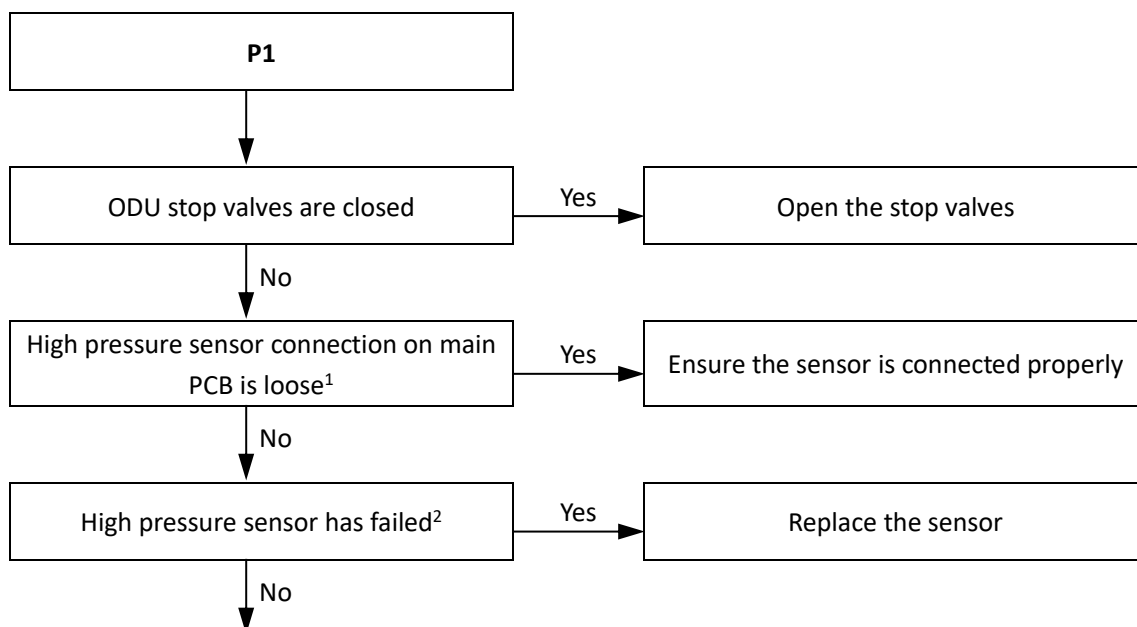 P1
ODU stop valves are closed
Yes
Open the stop valves
No
High pressure sensor connection on main
PCB is loose¹
Yes
Ensure the sensor is connected properly
No
High pressure sensor has failed²
Yes
Replace the sensor
No